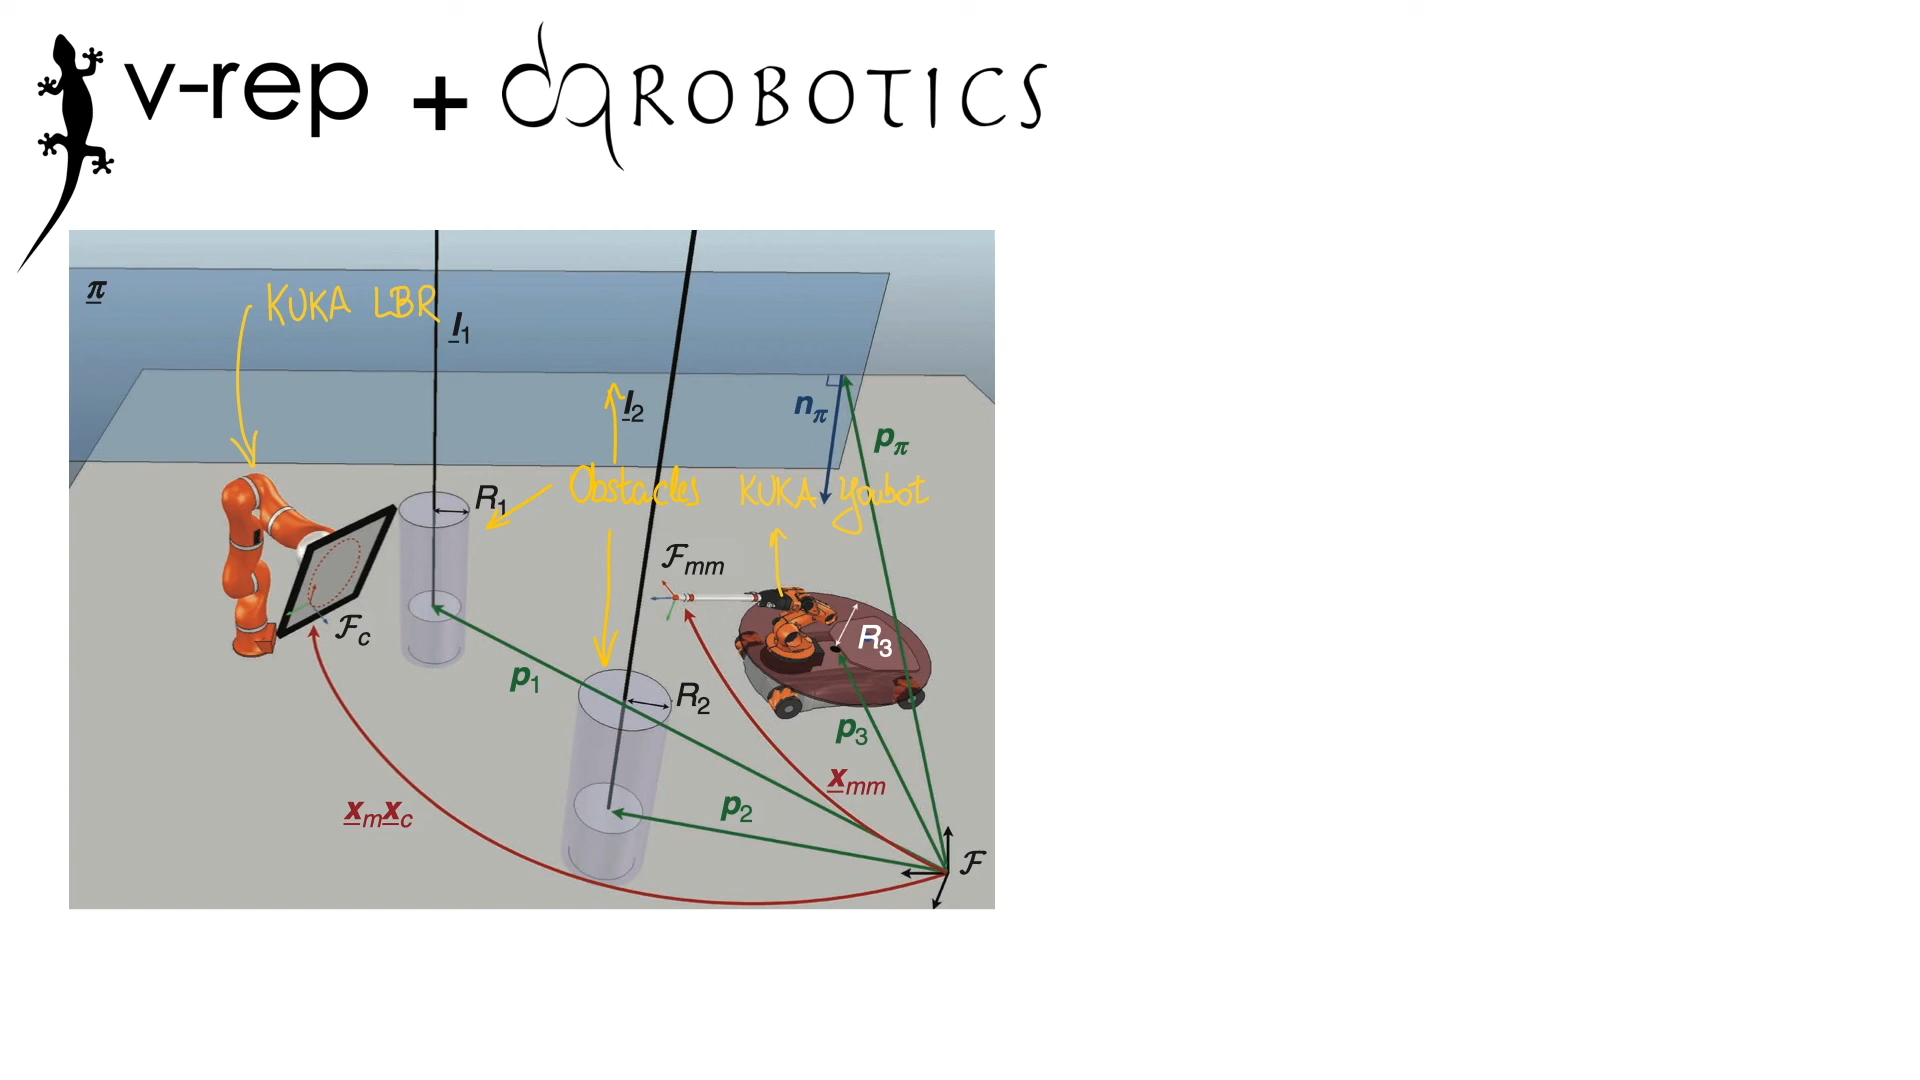 v-rep + dqROBOTICS
π
KUKA LBR
l1
l2
nπ
pπ
R1
Obstacles
KUKA Youbot
Fmm
Fc
R3
p1
R2
p3
xmxc
xmm
p2
F